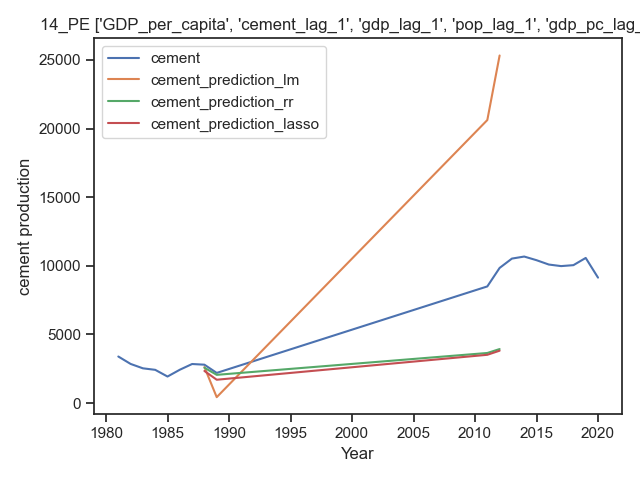 14_PE ['GDP_per_capita', 'cement_lag_1', 'gdp_lag_1', 'pop_lag_1', 'gdp_pc_lag_
cement
cement_prediction_lm
cement_prediction_rr
cement_prediction_lasso
cement production
25000
20000
15000
10000
5000
0
1980 1985 1990 1995 2000 2005 2010 2015 2020
Year